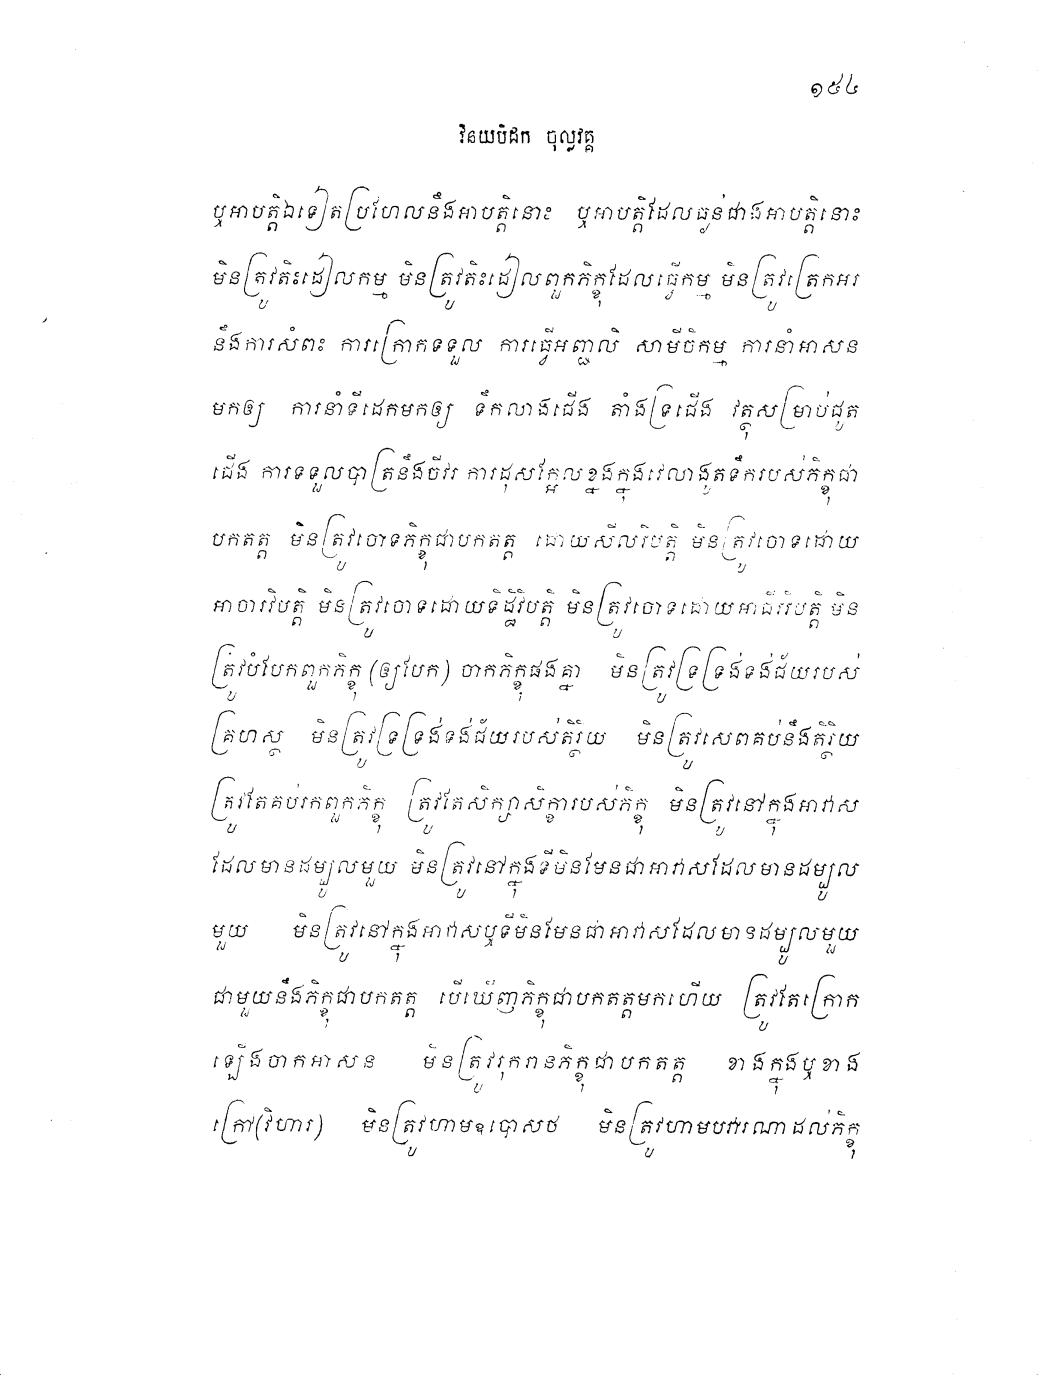 ១៥៤
វិនយបិដក ចុល្លវគ្គ
ឬអាបត្តិឯទៀតប្រហែលនឹងអាបត្តិនោះ ឬអាបត្តិដែលធ្ងន់ជាងអាបត្តិនោះ
មិនត្រូវតិះដៀលកម្ម មិនត្រូវតិះដៀលពួកភិក្ខុដែលធ្វើកម្ម មិនត្រូវត្រេកអរ
នឹងការសំពះ ការក្រោកទទួល ការធ្វើអញ្ជលិ សាមីចិកម្ម ការនាំអាសនៈ
មកឲ្យ ការនាំទីដេកមកឲ្យ ទឹកលាងជើង តាំងទ្រជើង វត្ថុសម្រាប់ជូត
ជើង ការទទួលបាត្រនឹងចីវរ ការដុសក្អែលខ្នងក្នុងវេលាងូតទឹករបស់ភិក្ខុជា
បកតត្ត មិនត្រូវចោទភិក្ខុជាបកតត្ត ដោយសីលវិបត្តិ មិនត្រូវចោទដោយ
អាចារវិបត្តិ មិនត្រូវចោទដោយទិដ្ឋិវិបត្តិ មិនត្រូវចោទដោយអាជីវវិបត្តិ មិន
ត្រូវបំបែកពួកភិក្ខុ (ឲ្យបែក) ចាកភិក្ខុផងគ្នា មិនត្រូវទ្រទ្រង់ទង់ជ័យរបស់
គ្រហស្ថ មិនត្រូវទ្រទ្រង់ទង់ជ័យរបស់តិរ្ថិយ មិនត្រូវសេពគប់នឹងតិរ្ថិយ
ត្រូវតែគប់រកពួកភិក្ខុ ត្រូវតែសិក្សាសិក្ខារបស់ភិក្ខុ មិនត្រូវនៅក្នុងអាវាស
ដែលមានដម្បូលមួយ មិនត្រូវនៅក្នុងទីមិនមែនជាអាវាសដែលមានដម្បូល
មួយ មិនត្រូវនៅក្នុងអាវាសឬទីមិនមែនជាអាវាសដែលមានដម្បូលមួយ
ជាមួយនឹងភិក្ខុជាបកតត្ត បើឃើញភិក្ខុជាបកតត្តមកហើយ ត្រូវតែក្រោក
ឡើងចាកអាសនៈ មិនត្រូវរុករានភិក្ខុជាបកតត្ត ខាងក្នុងឬខាង
ក្រៅ(វិហារ) មិនត្រូវហាមឧបោសថ មិនត្រូវហាមបវារណាដល់ភិក្ខុ